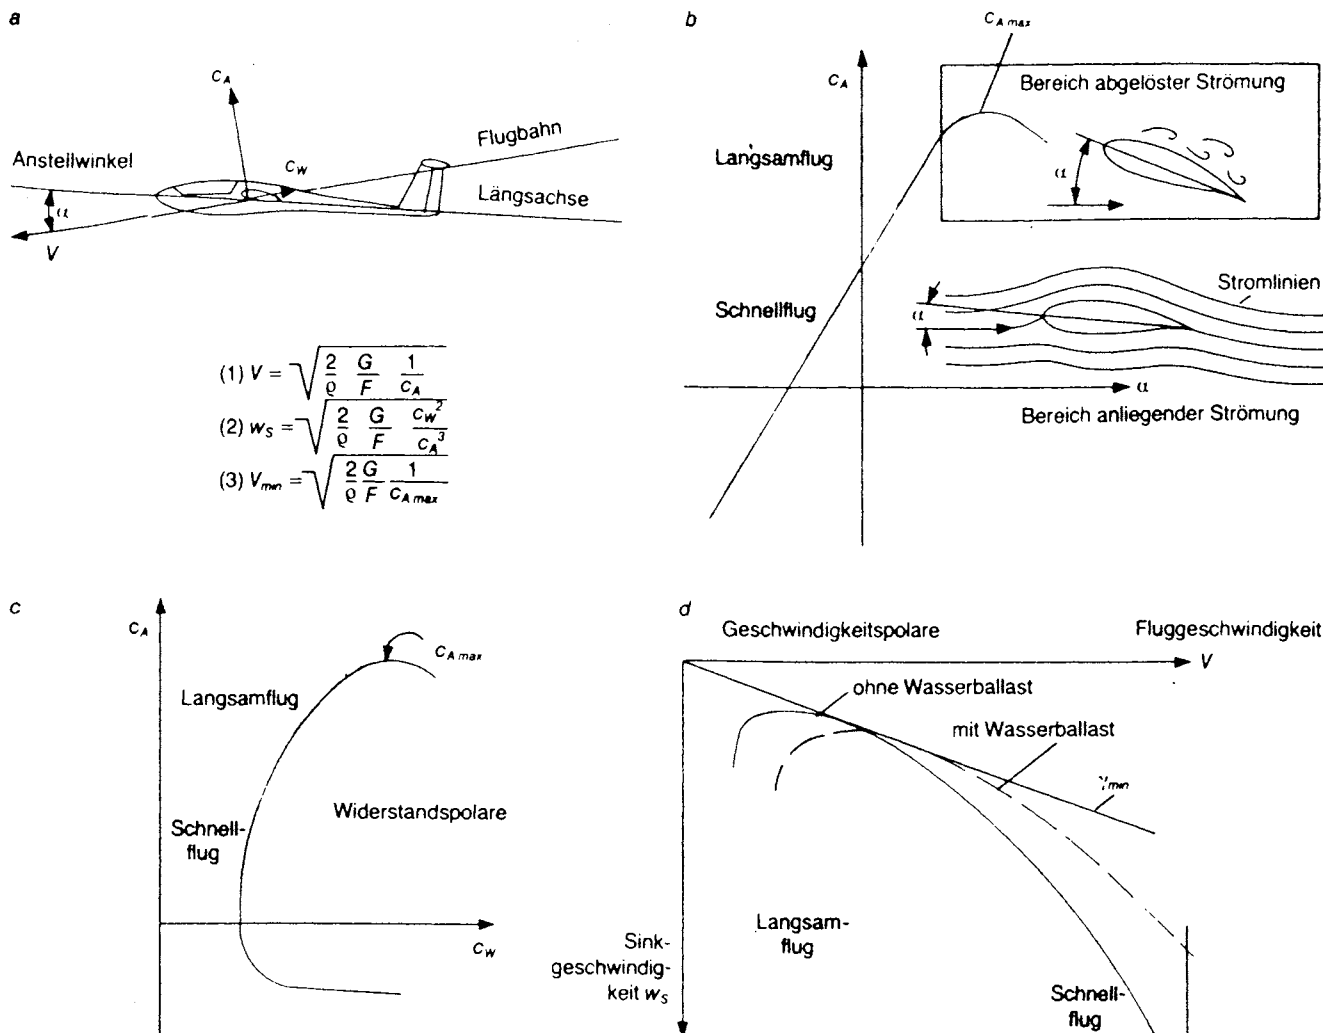 a
C_A
Flugbahn
Anstellwinkel
C_W
Längsachse
α
V
(1) V = √(2/ϱ G/F 1/C_A)
(2) w_S = √(2/ϱ G/F C_W²/C_A³)
(3) V_min = √(2/ϱ G/F 1/C_A max)
b
C_A max
C_A
Bereich abgelöster Strömung
Langsamflug
α
Stromlinien
Schnellflug
α
α
Bereich anliegender Strömung
c
C_A
C_A max
Langsamflug
Widerstandspolare
Schnell-
flug
C_W
d
Geschwindigkeitspolare
Fluggeschwindigkeit
V
ohne Wasserballast
mit Wasserballast
γ_min
Langsam-
flug
Sink-
geschwindig-
keit w_S
Schnell-
flug